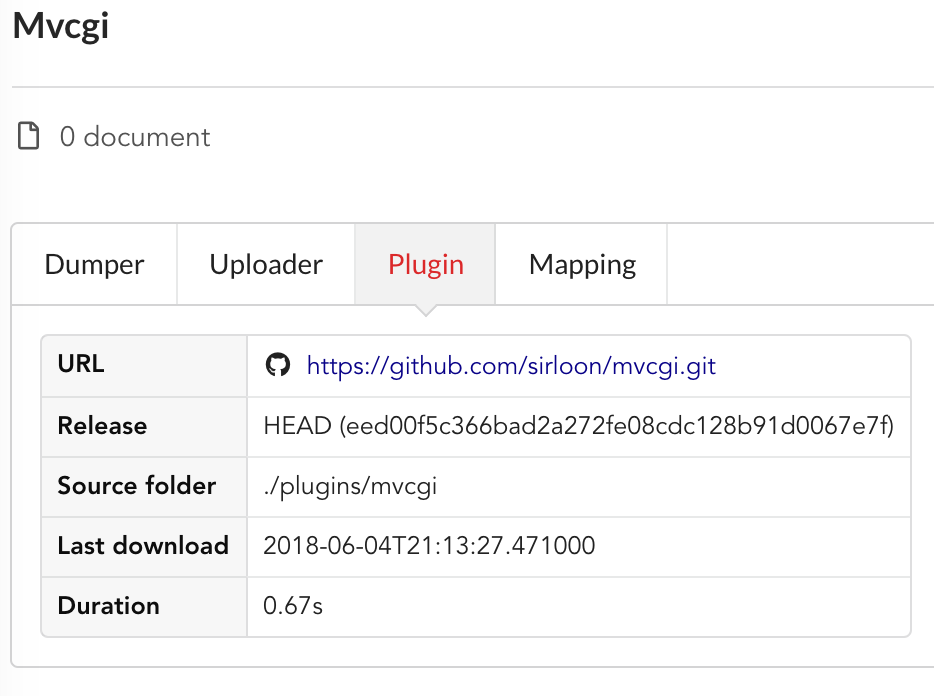 Mvcgi
0 document
Dumper Uploader Plugin Mapping
URL https://github.com/sirloon/mvcgi.git
Release HEAD (eed00f5c366bad2a272fe08cdc128b91d0067e7f)
Source folder ./plugins/mvcgi
Last download 2018-06-04T21:13:27.471000
Duration 0.67s